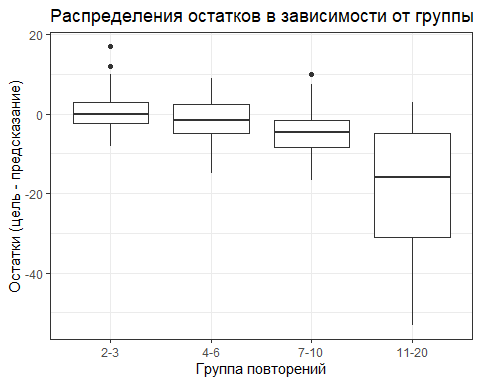 Распределения остатков в зависимости от группы
Остатки (цель - предсказание)
20
0
-20
-40
2-3
4-6
7-10
11-20
Группа повторений